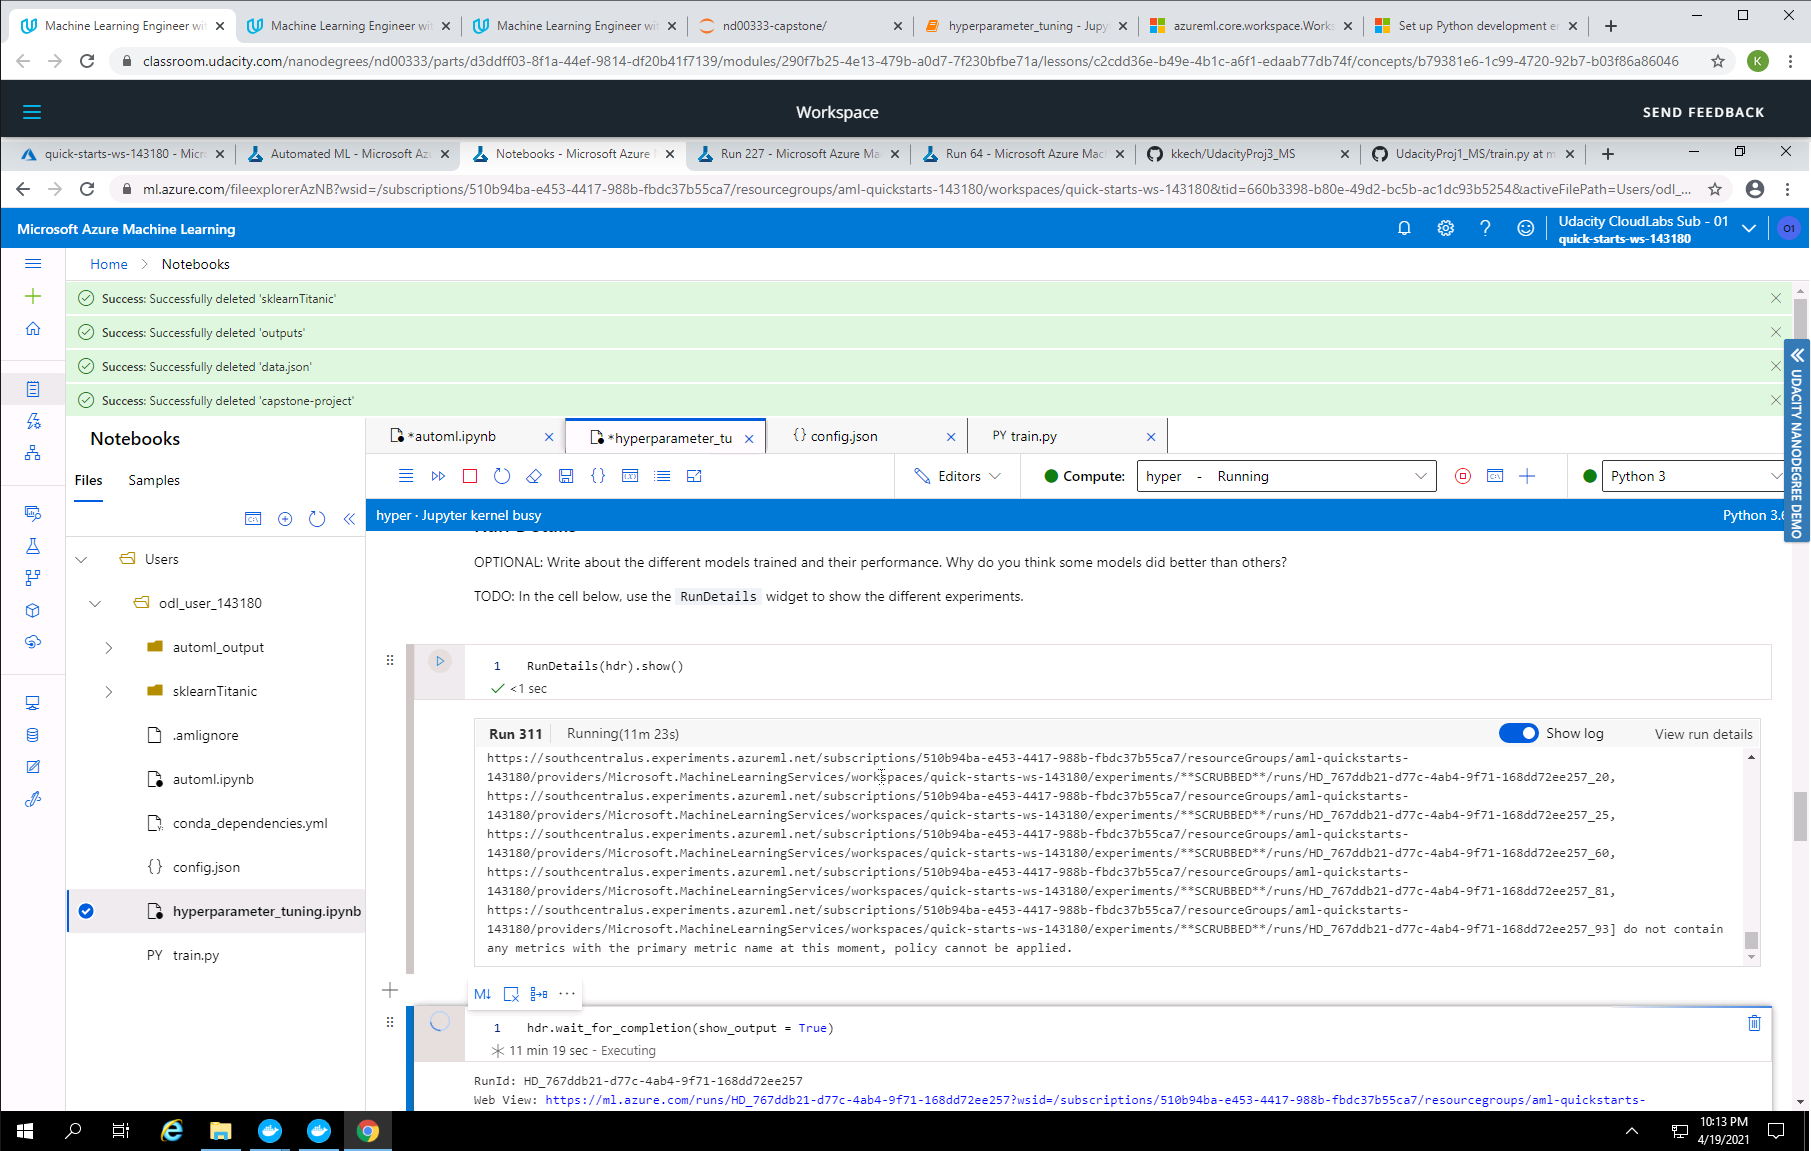 Machine Learning Engineer wit
Machine Learning Engineer wit
Machine Learning Engineer wit
nd00333-capstone/
hyperparameter_tuning - Jupy
azureml.core.workspace.Works
Set up Python development e
classroom.udacity.com/nanodegrees/nd00333/parts/d3ddff03-8f1a-44ef-9814-df20b41f7139/modules/290f7b25-4e13-479b-a0d7-7f230bfbe71a/lessons/c2cdd36e-b49e-4b1c-a6f1-edaab77db74f/concepts/b79381e6-1c99-4720-92b7-b03f86a86046
K
Workspace
SEND FEEDBACK
quick-starts-ws-143180 - Micr
Automated ML - Microsoft Az
Notebooks - Microsoft Azure
Run 227 - Microsoft Azure Ma
Run 64 - Microsoft Azure Mac
kkech/UdacityProj3_MS
UdacityProj1_MS/train.py at m
ml.azure.com/fileexplorerAzNB?wsid=/subscriptions/510b94ba-e453-4417-988b-fbdc37b55ca7/resourcegroups/aml-quickstarts-143180/workspaces/quick-starts-ws-143180&tid=660b3398-b80e-49d2-bc5b-ac1dc93b5254&activeFilePath=Users/odl_...
Microsoft Azure Machine Learning
Udacity CloudLabs Sub - 01
quick-starts-ws-143180
O1
Home > Notebooks
Success: Successfully deleted 'sklearnTitanic'
Success: Successfully deleted 'outputs'
Success: Successfully deleted 'data.json'
Success: Successfully deleted 'capstone-project'
UDACITY NANODEGREE DEMO
Notebooks
*automl.ipynb
*hyperparameter_tu
{} config.json
PY train.py
Files
Samples
Editors
Compute:
hyper - Running
Python 3
hyper · Jupyter kernel busy
Python 3.6
Users
odl_user_143180
automl_output
sklearnTitanic
.amlignore
automl.ipynb
conda_dependencies.yml
{} config.json
hyperparameter_tuning.ipynb
PY train.py
Run Details
OPTIONAL: Write about the different models trained and their performance. Why do you think some models did better than others?
TODO: In the cell below, use the RunDetails widget to show the different experiments.
1 RunDetails(hdr).show()
<1 sec
Run 311
Running(11m 23s)
Show log
View run details
https://southcentralus.experiments.azureml.net/subscriptions/510b94ba-e453-4417-988b-fbdc37b55ca7/resourceGroups/aml-quickstarts-
143180/providers/Microsoft.MachineLearningServices/workspaces/quick-starts-ws-143180/experiments/**SCRUBBED**/runs/HD_767ddb21-d77c-4ab4-9f71-168dd72ee257_20,
https://southcentralus.experiments.azureml.net/subscriptions/510b94ba-e453-4417-988b-fbdc37b55ca7/resourceGroups/aml-quickstarts-
143180/providers/Microsoft.MachineLearningServices/workspaces/quick-starts-ws-143180/experiments/**SCRUBBED**/runs/HD_767ddb21-d77c-4ab4-9f71-168dd72ee257_25,
https://southcentralus.experiments.azureml.net/subscriptions/510b94ba-e453-4417-988b-fbdc37b55ca7/resourceGroups/aml-quickstarts-
143180/providers/Microsoft.MachineLearningServices/workspaces/quick-starts-ws-143180/experiments/**SCRUBBED**/runs/HD_767ddb21-d77c-4ab4-9f71-168dd72ee257_60,
https://southcentralus.experiments.azureml.net/subscriptions/510b94ba-e453-4417-988b-fbdc37b55ca7/resourceGroups/aml-quickstarts-
143180/providers/Microsoft.MachineLearningServices/workspaces/quick-starts-ws-143180/experiments/**SCRUBBED**/runs/HD_767ddb21-d77c-4ab4-9f71-168dd72ee257_81,
https://southcentralus.experiments.azureml.net/subscriptions/510b94ba-e453-4417-988b-fbdc37b55ca7/resourceGroups/aml-quickstarts-
143180/providers/Microsoft.MachineLearningServices/workspaces/quick-starts-ws-143180/experiments/**SCRUBBED**/runs/HD_767ddb21-d77c-4ab4-9f71-168dd72ee257_93] do not contain
any metrics with the primary metric name at this moment, policy cannot be applied.
M↓
1 hdr.wait_for_completion(show_output = True)
11 min 19 sec - Executing
RunId: HD_767ddb21-d77c-4ab4-9f71-168dd72ee257
Web View: https://ml.azure.com/runs/HD_767ddb21-d77c-4ab4-9f71-168dd72ee257?wsid=/subscriptions/510b94ba-e453-4417-988b-fbdc37b55ca7/resourcegroups/aml-quickstarts-
10:13 PM
4/19/2021